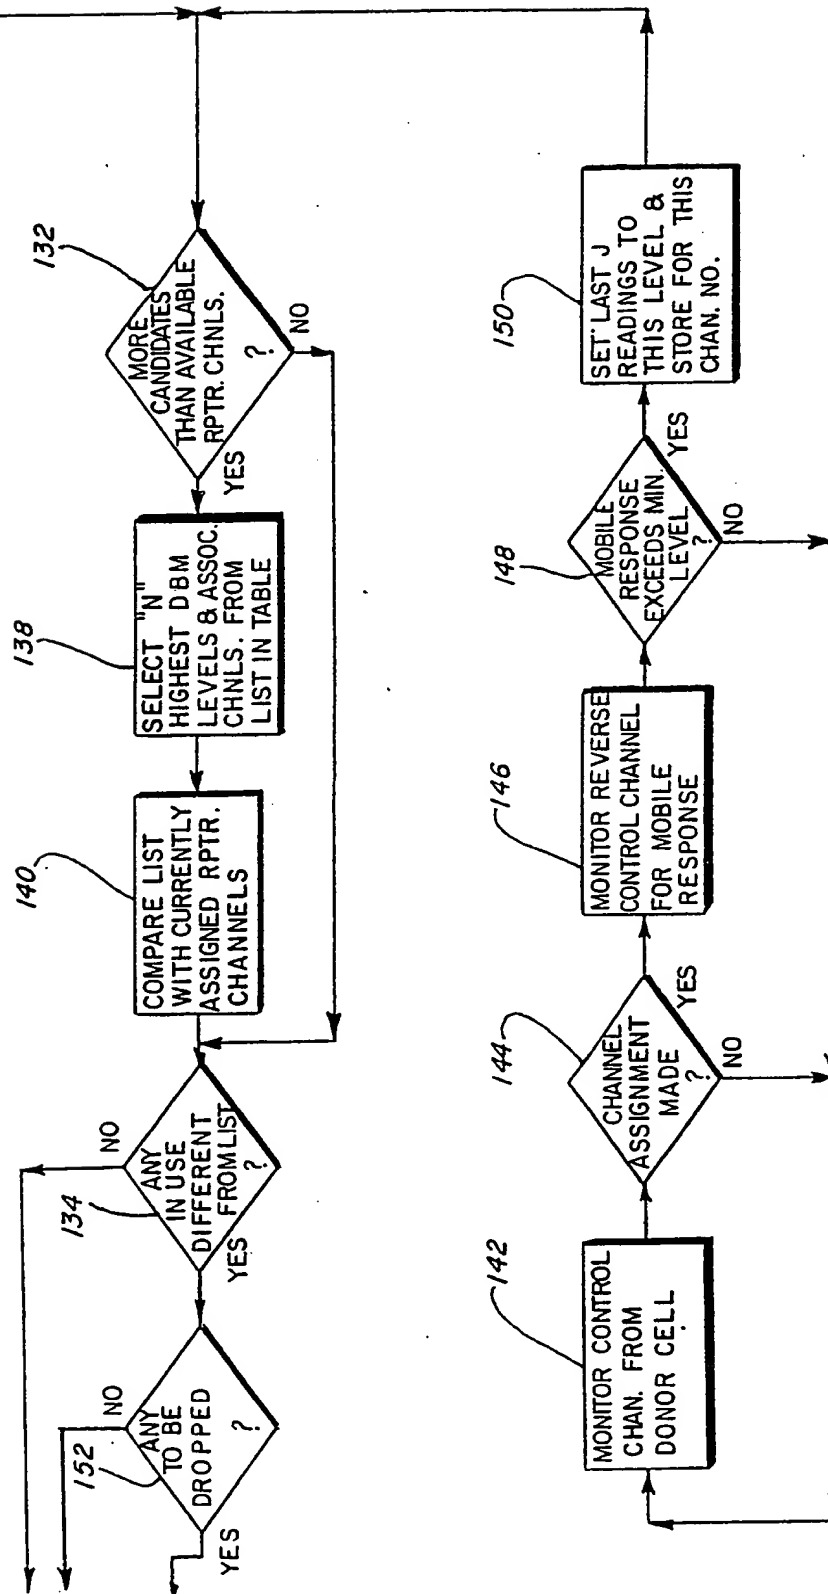 132
MORE
CANDIDATES
THAN AVAILABLE
RPTR. CHNLS.
?
NO
YES
138
SELECT "N"
HIGHEST DBM
LEVELS & ASSOC.
CHNLS. FROM
LIST IN TABLE
140
COMPARE LIST
WITH CURRENTLY
ASSIGNED RPTR.
CHANNELS
134
ANY
IN USE
DIFFERENT
FROM LIST
?
NO
YES
152
ANY
TO BE
DROPPED
?
NO
YES
142
MONITOR CONTROL
CHAN. FROM
DONOR CELL
144
CHANNEL
ASSIGNMENT
MADE
?
YES
NO
146
MONITOR REVERSE
CONTROL CHANNEL
FOR MOBILE
RESPONSE
148
MOBILE
RESPONSE
EXCEEDS MIN.
LEVEL
?
YES
NO
150
SET LAST J
READINGS TO
THIS LEVEL &
STORE FOR THIS
CHAN. NO.